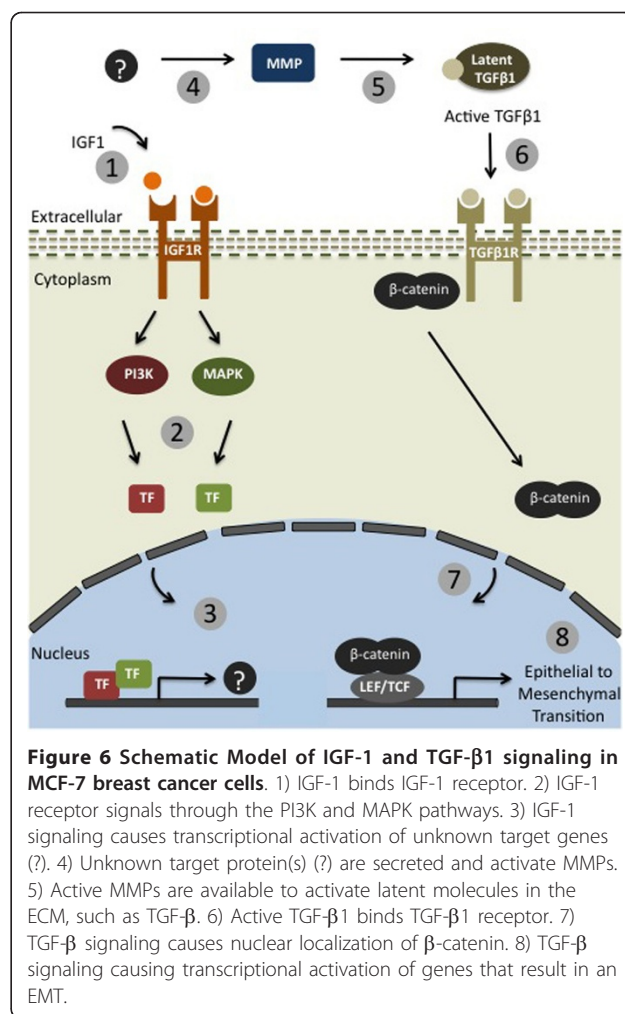 ?
4
MMP
5
Latent
TGFβ1
Active TGFβ1
IGF1
1
6
Extracellular
IGF1R
TGFβ1R
Cytoplasm
β-catenin
PI3K
MAPK
2
TF
TF
β-catenin
3
7
8
Nucleus
TF
TF
?
β-catenin
LEF/TCF
Epithelial to
Mesenchymal
Transition
Figure 6 Schematic Model of IGF-1 and TGF-β1 signaling in
MCF-7 breast cancer cells. 1) IGF-1 binds IGF-1 receptor. 2) IGF-1
receptor signals through the PI3K and MAPK pathways. 3) IGF-1
signaling causes transcriptional activation of unknown target genes
(?). 4) Unknown target protein(s) (?) are secreted and activate MMPs.
5) Active MMPs are available to activate latent molecules in the
ECM, such as TGF-β. 6) Active TGF-β1 binds TGF-β1 receptor. 7)
TGF-β signaling causes nuclear localization of β-catenin. 8) TGF-β
signaling causing transcriptional activation of genes that result in an
EMT.